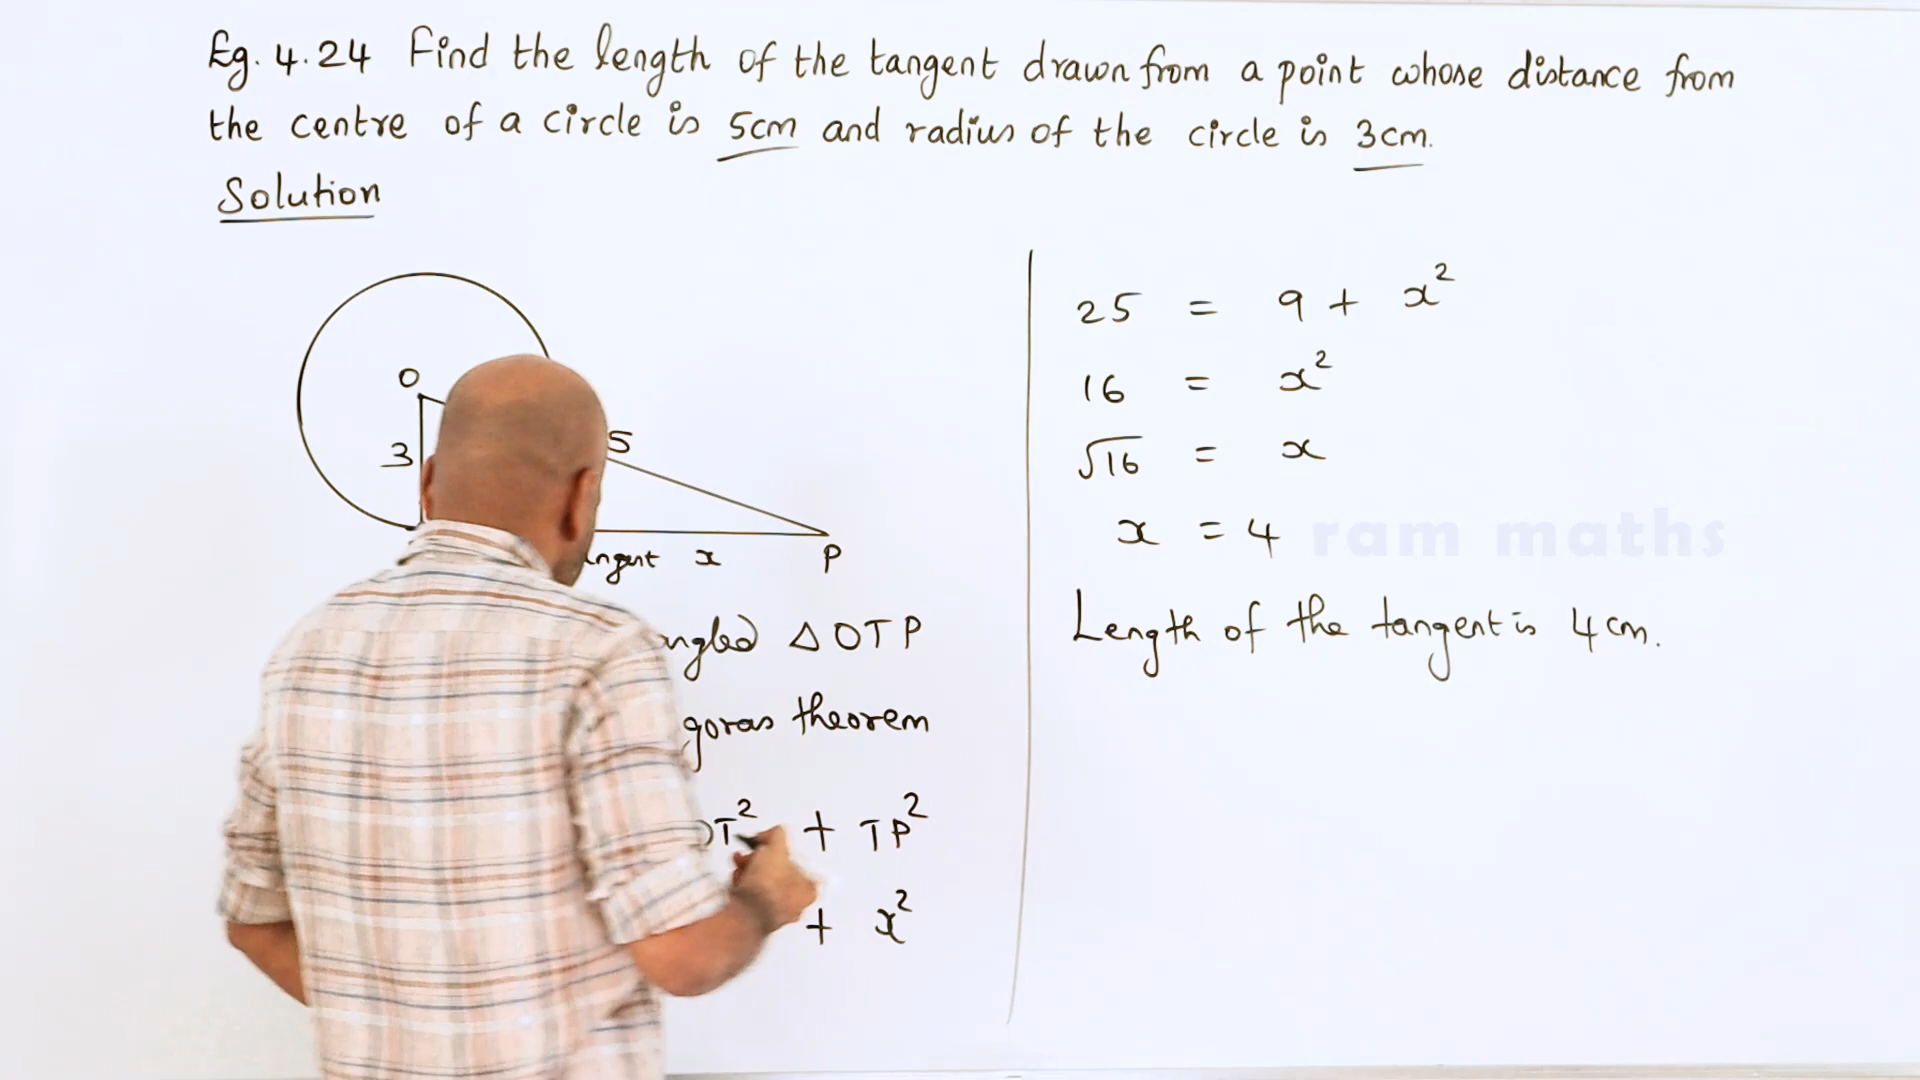 Eg. 4.24 Find the length of the tangent drawn from a point whose distance from
the centre of a circle is 5cm and radius of the circle is 3cm.
Solution
O
3
5
x
P
△OTP
theorem
T² + TP²
+ x²
25 = 9 + x²
16 = x²
√16 = x
x = 4
ram maths
Length of the tangent is 4cm.